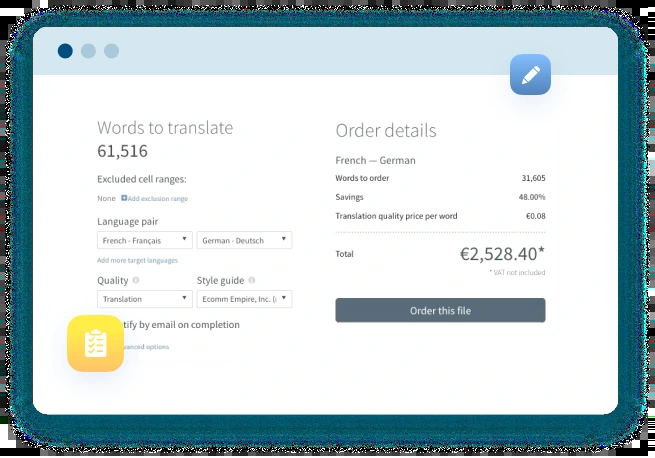 Words to translate
61,516
Excluded cell ranges:
None Add exclusion range
Language pair
French - Français German - Deutsch
Add more target languages
Quality Style guide
Translation Ecomm Empire, Inc. (
tify by email on completion
vanced options
Order details
French — German
Words to order 31,605
Savings 48.00%
Translation quality price per word €0.08
Total €2,528.40*
* VAT not included
Order this file